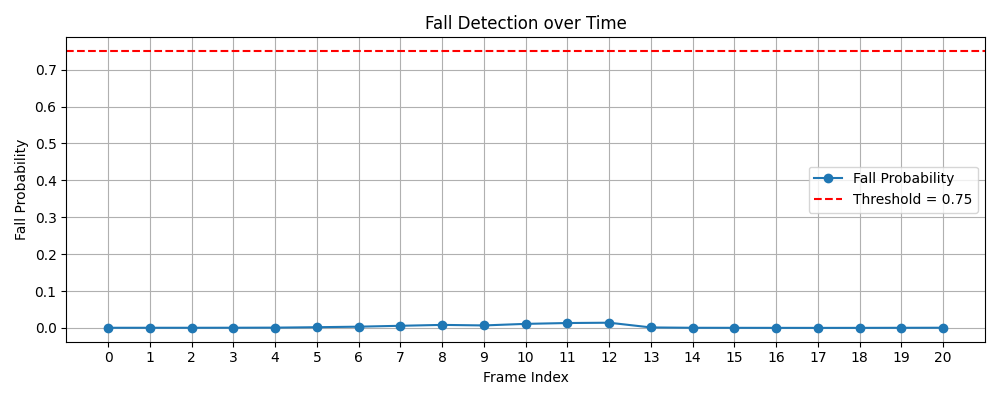 Fall Detection over Time
Fall Probability
0.7
0.6
0.5
0.4
0.3
0.2
0.1
0.0
Fall Probability
Threshold = 0.75
0 1 2 3 4 5 6 7 8 9 10 11 12 13 14 15 16 17 18 19 20
Frame Index